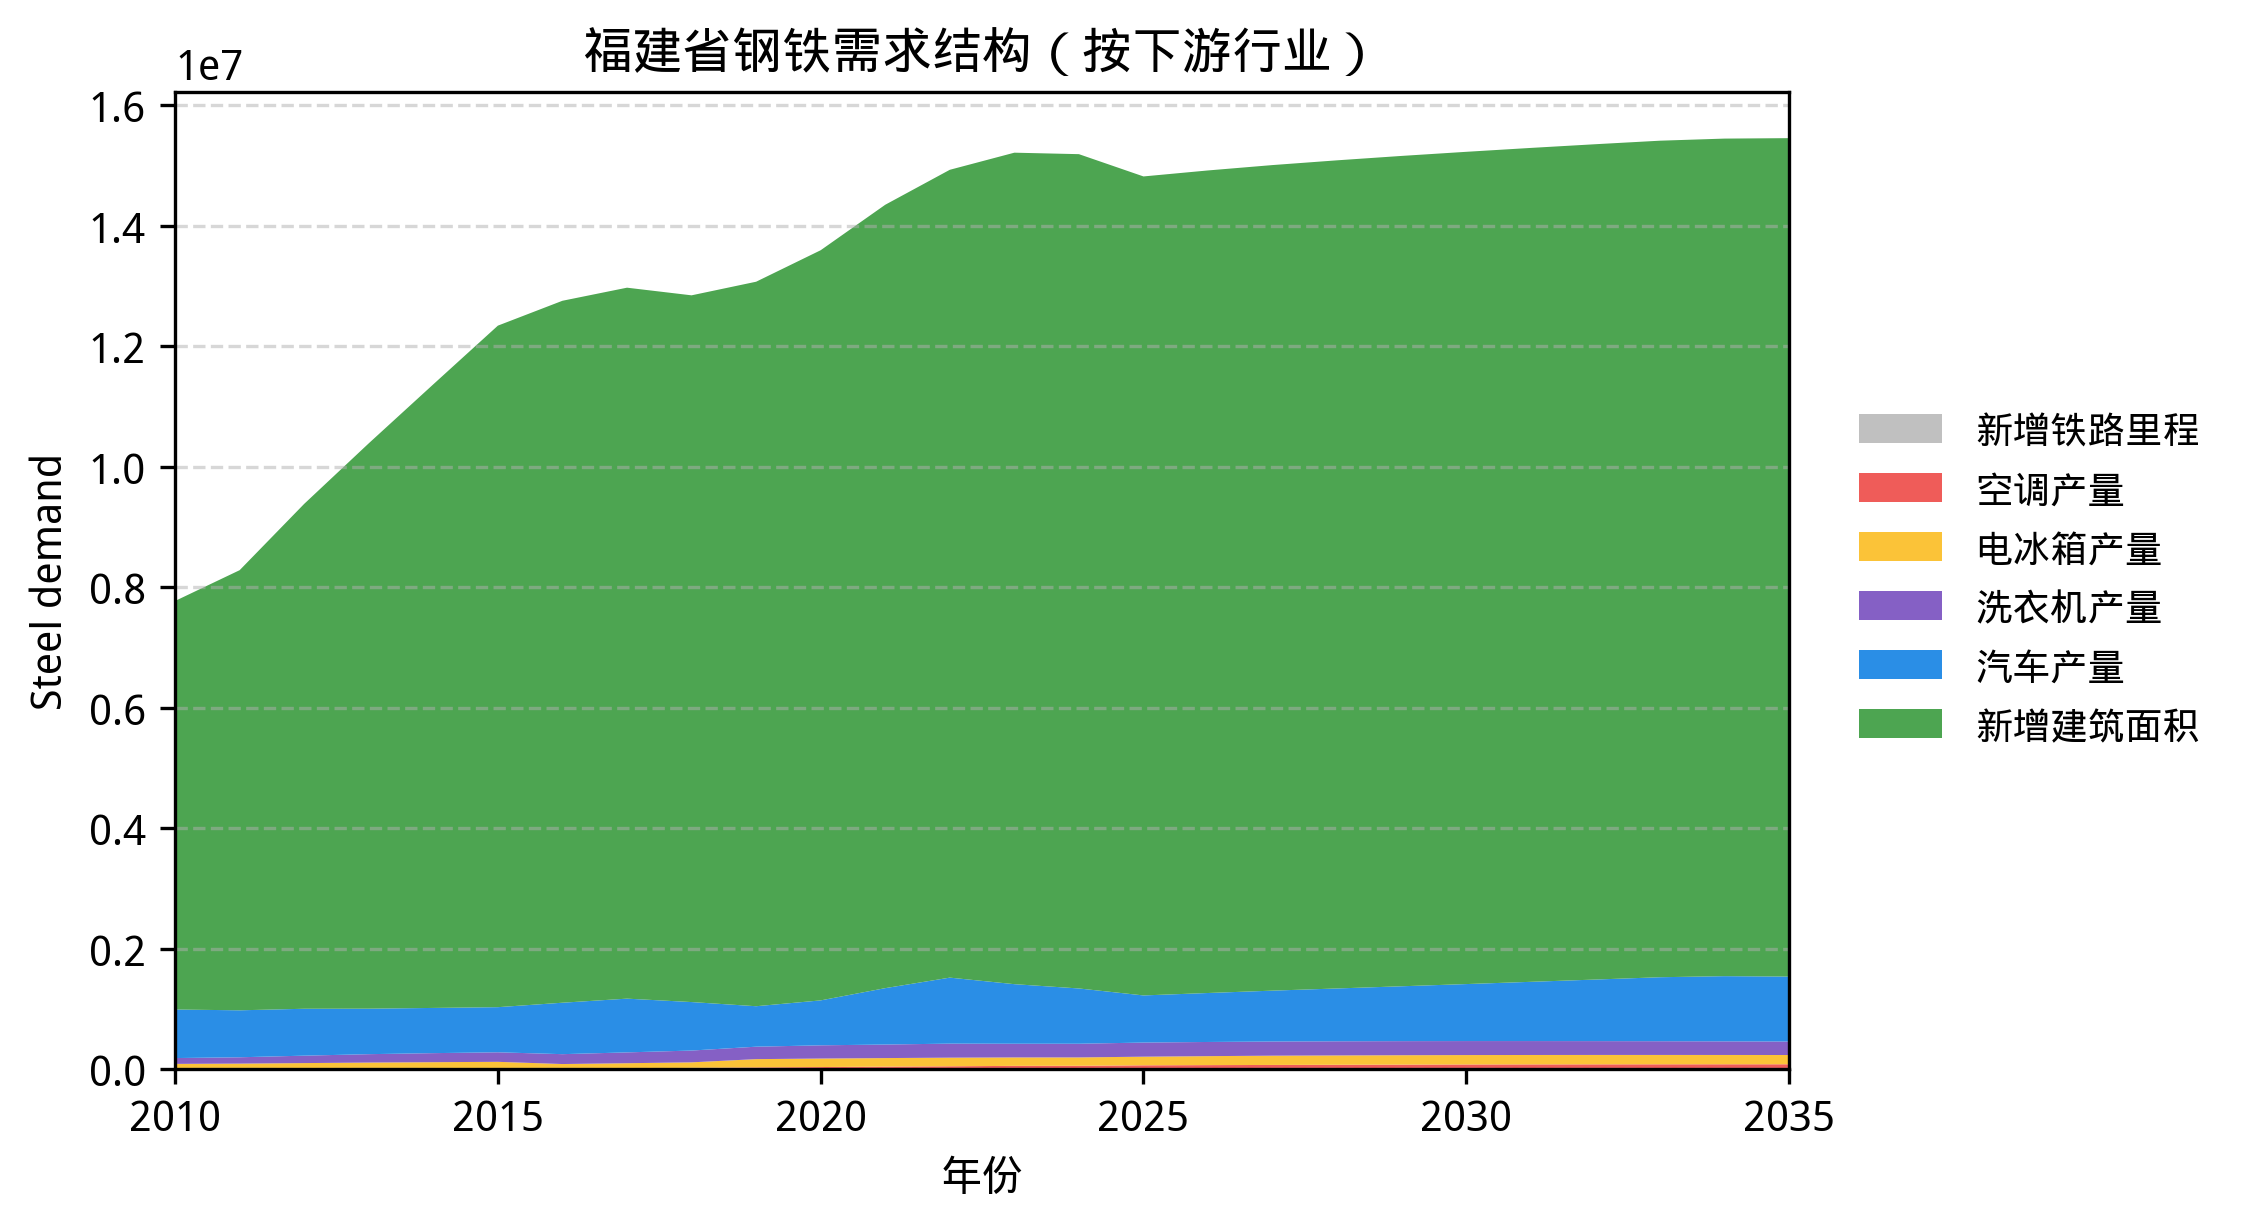 福建省钢铁需求结构（按下游行业）
1e7
1.6
1.4
1.2
1.0
0.8
0.6
0.4
0.2
0.0
Steel demand
2010 2015 2020 2025 2030 2035
年份
新增铁路里程
空调产量
电冰箱产量
洗衣机产量
汽车产量
新增建筑面积